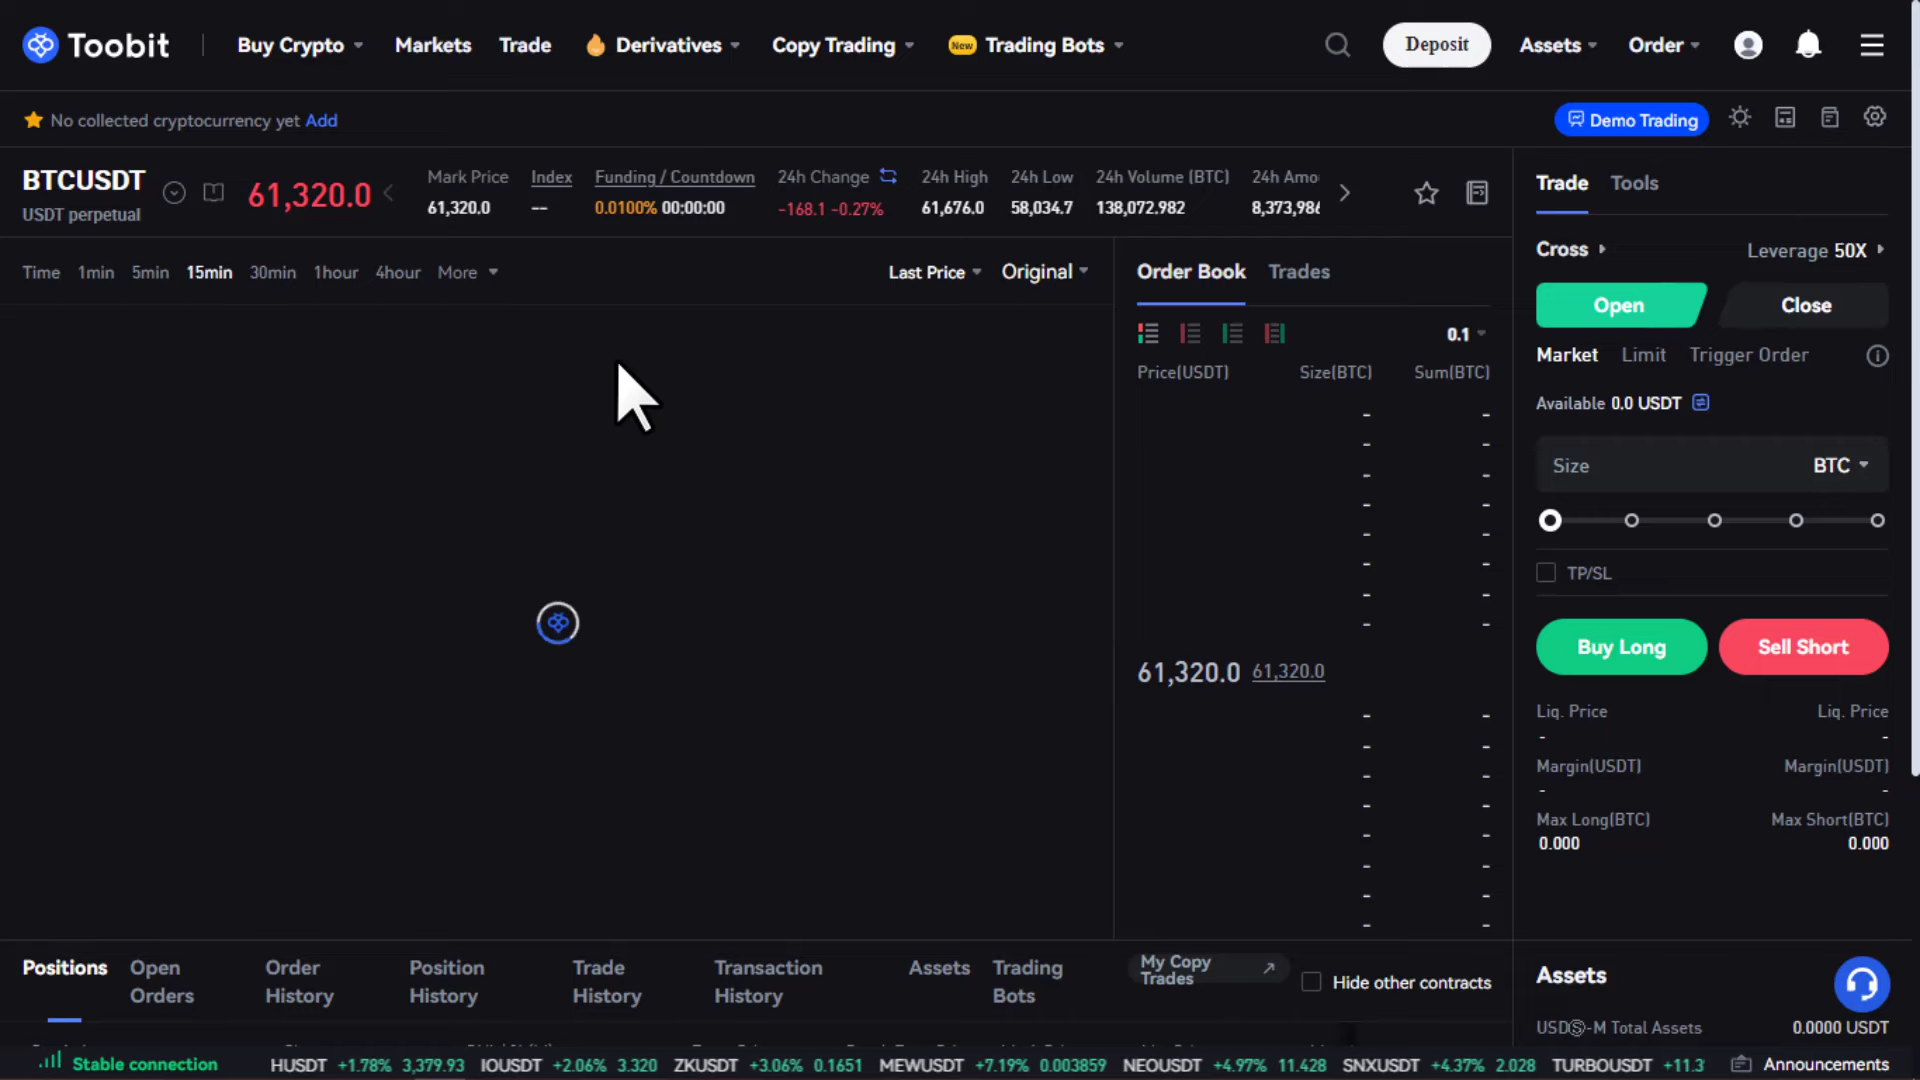 Toobit Buy Crypto Markets Trade Derivatives Copy Trading New Trading Bots Deposit Assets Order
No collected cryptocurrency yet Add Demo Trading
BTCUSDT
USDT perpetual
61,320.0
Mark Price Index Funding / Countdown 24h Change 24h High 24h Low 24h Volume (BTC) 24h Amo
61,320.0 -- 0.0100% 00:00:00 -168.1 -0.27% 61,676.0 58,034.7 138,072.982 8,373,986
Time 1min 5min 15min 30min 1hour 4hour More Last Price Original
Order Book Trades
0.1
Price(USDT) Size(BTC) Sum(BTC)
- -
- -
- -
- -
- -
- -
- -
- -
61,320.0 61,320.0
- -
- -
- -
- -
- -
- -
- -
- -
Trade Tools
Cross Leverage 50X
Open Close
Market Limit Trigger Order
Available 0.0 USDT
Size BTC
TP/SL
Buy Long Sell Short
Liq. Price Liq. Price
- -
Margin(USDT) Margin(USDT)
- -
Max Long(BTC) Max Short(BTC)
0.000 0.000
Positions Open Orders Order History Position History Trade History Transaction History Assets Trading Bots My Copy Trades Hide other contracts
Assets
USDⓈ-M Total Assets 0.0000 USDT
Stable connection HUSDT +1.78% 3,379.93 IOUSDT +2.06% 3.320 ZKUSDT +3.06% 0.1651 MEWUSDT +7.19% 0.003859 NEOUSDT +4.97% 11.428 SNXUSDT +4.37% 2.028 TURBOUSDT +11.3 Announcements